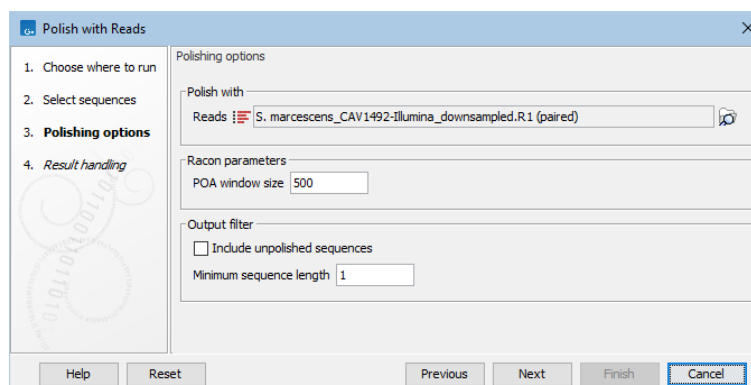 Polish with Reads
1. Choose where to run
2. Select sequences
3. Polishing options
4. Result handling
Polishing options
Polish with
Reads S. marcescens_CAV1492-Illumina_downsampled.R1 (paired)
Racon parameters
POA window size 500
Output filter
Include unpolished sequences
Minimum sequence length 1
Help Reset Previous Next Finish Cancel